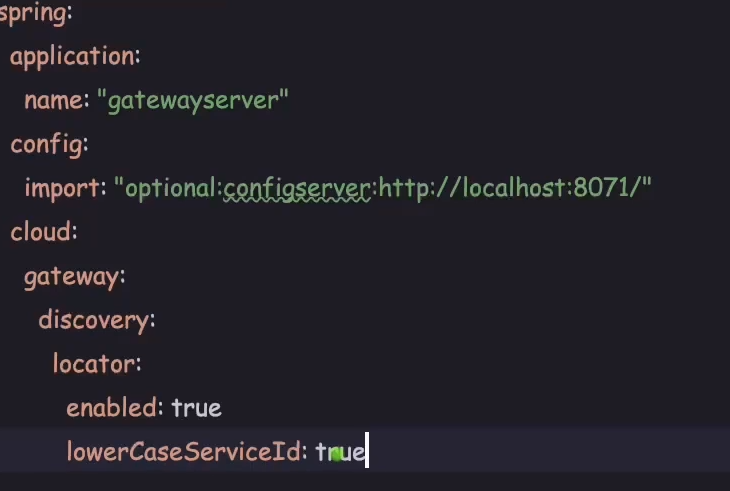 spring:
application:
name: "gatewayserver"
config:
import: "optional:configserver:http://localhost:8071/"
cloud:
gateway:
discovery:
locator:
enabled: true
lowerCaseServiceId: true